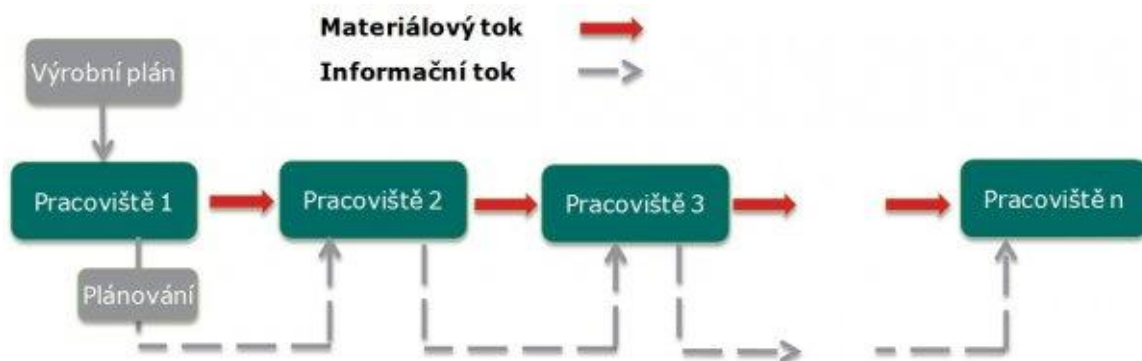 Materiálový tok
Informační tok
Výrobní plán
Pracoviště 1
Pracoviště 2
Pracoviště 3
Pracoviště n
Plánování